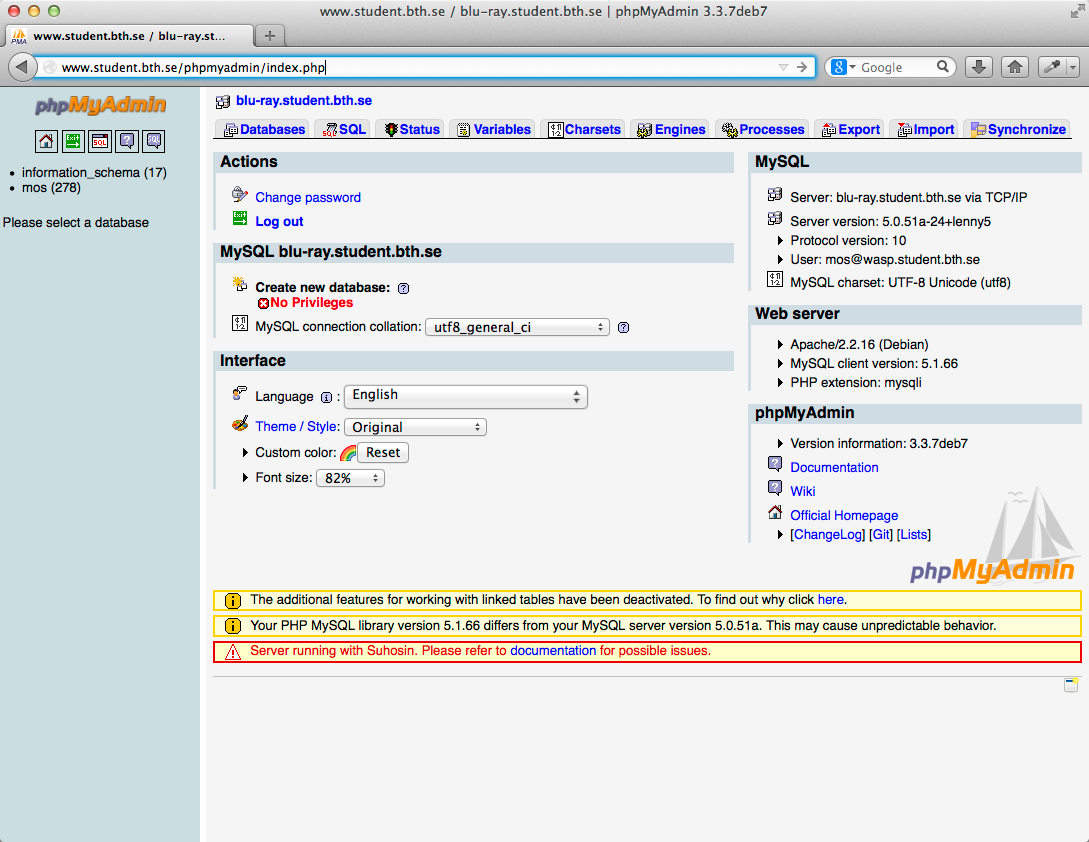 www.student.bth.se / blu-ray.student.bth.se | phpMyAdmin 3.3.7deb7
PMA www.student.bth.se / blu-ray.st...
www.student.bth.se/phpmyadmin/index.php
Google
phpMyAdmin
SQL
information_schema (17)
mos (278)
Please select a database
blu-ray.student.bth.se
Databases SQL Status Variables Charsets Engines Processes Export Import Synchronize
Actions
Change password
Log out
MySQL blu-ray.student.bth.se
Create new database:
No Privileges
MySQL connection collation: utf8_general_ci
Interface
Language : English
Theme / Style: Original
Custom color: Reset
Font size: 82%
MySQL
Server: blu-ray.student.bth.se via TCP/IP
Server version: 5.0.51a-24+lenny5
Protocol version: 10
User: mos@wasp.student.bth.se
MySQL charset: UTF-8 Unicode (utf8)
Web server
Apache/2.2.16 (Debian)
MySQL client version: 5.1.66
PHP extension: mysqli
phpMyAdmin
Version information: 3.3.7deb7
Documentation
Wiki
Official Homepage
[ChangeLog] [Git] [Lists]
phpMyAdmin
The additional features for working with linked tables have been deactivated. To find out why click here.
Your PHP MySQL library version 5.1.66 differs from your MySQL server version 5.0.51a. This may cause unpredictable behavior.
Server running with Suhosin. Please refer to documentation for possible issues.